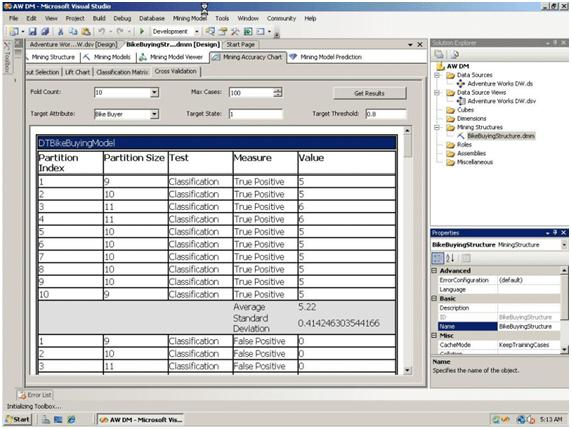 AW DM - Microsoft Visual Studio
File Edit View Project Build Debug Database Mining Model Tools Window Community Help
Development
Adventure Wor...W.dsv [Design] BikeBuyingStr...dmm [Design] Start Page
Mining Structure Mining Models Mining Model Viewer Mining Accuracy Chart Mining Model Prediction
ut Selection Lift Chart Classification Matrix Cross Validation
Fold Count: 10 Max Cases: 100 Get Results
Target Attribute: Bike Buyer Target State: 1 Target Threshold: 0.8
DTBikeBuyingModel
Partition Index Partition Size Test Measure Value
1 9 Classification True Positive 5
2 10 Classification True Positive 5
3 11 Classification True Positive 6
4 11 Classification True Positive 6
5 10 Classification True Positive 5
6 10 Classification True Positive 5
7 10 Classification True Positive 5
8 10 Classification True Positive 5
9 10 Classification True Positive 5
10 9 Classification True Positive 5
Average 5.22
Standard Deviation 0.414246303544166
1 9 Classification False Positive 0
2 10 Classification False Positive 0
3 11 Classification False Positive 0
Toolbox
Solution Explorer
AW DM
Data Sources
Adventure Works DW.ds
Data Source Views
Adventure Works DW.dsv
Cubes
Dimensions
Mining Structures
BikeBuyingStructure.dmm
Roles
Assemblies
Miscellaneous
Properties
BikeBuyingStructure MiningStructure
Advanced
ErrorConfiguration (default)
Language
Basic
Description
ID BikeBuyingStructure
Name BikeBuyingStructure
Misc
CacheMode KeepTrainingCases
Collation
Name
Specifies the name of the object.
Error List
Initializing Toolbox...
Start AW DM - Microsoft Vis... 5:13 AM